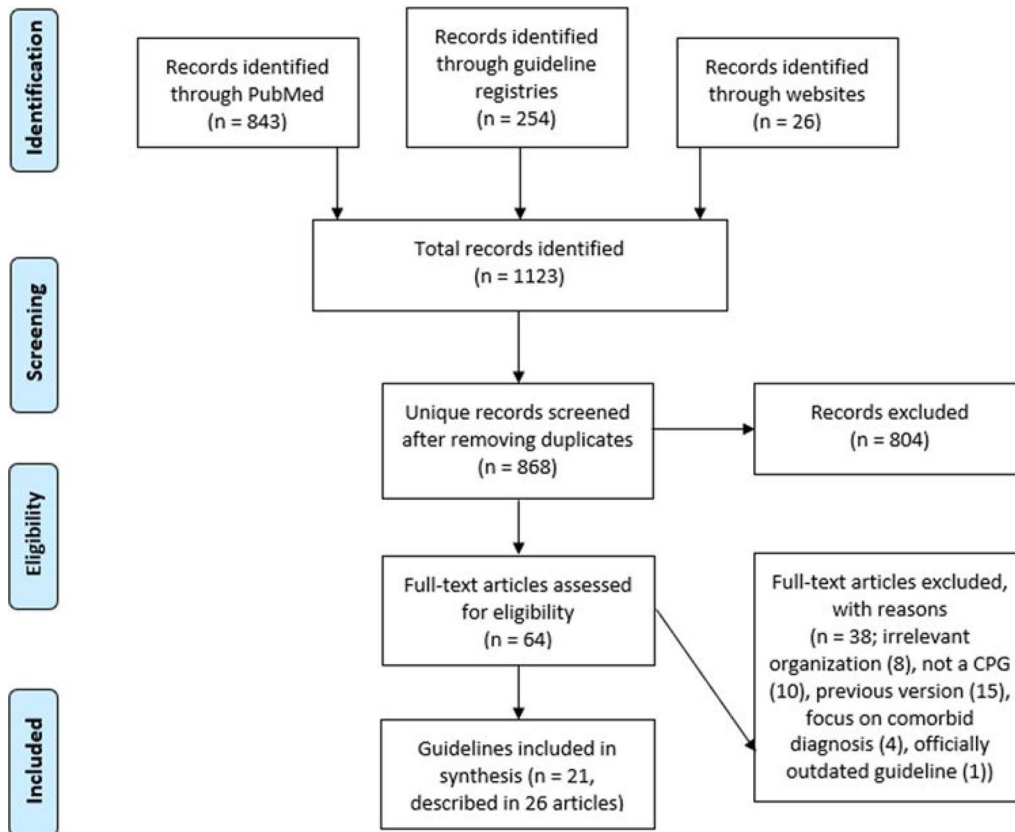 Identification
Records identified
through PubMed
(n = 843)
Records identified
through guideline
registries
(n = 254)
Records identified
through websites
(n = 26)
Total records identified
(n = 1123)
Screening
Unique records screened
after removing duplicates
(n = 868)
Records excluded
(n = 804)
Eligibility
Full-text articles assessed
for eligibility
(n = 64)
Full-text articles excluded,
with reasons
(n = 38; irrelevant
organization (8), not a CPG
(10), previous version (15),
focus on comorbid
diagnosis (4), officially
outdated guideline (1))
Included
Guidelines included in
synthesis (n = 21,
described in 26 articles)